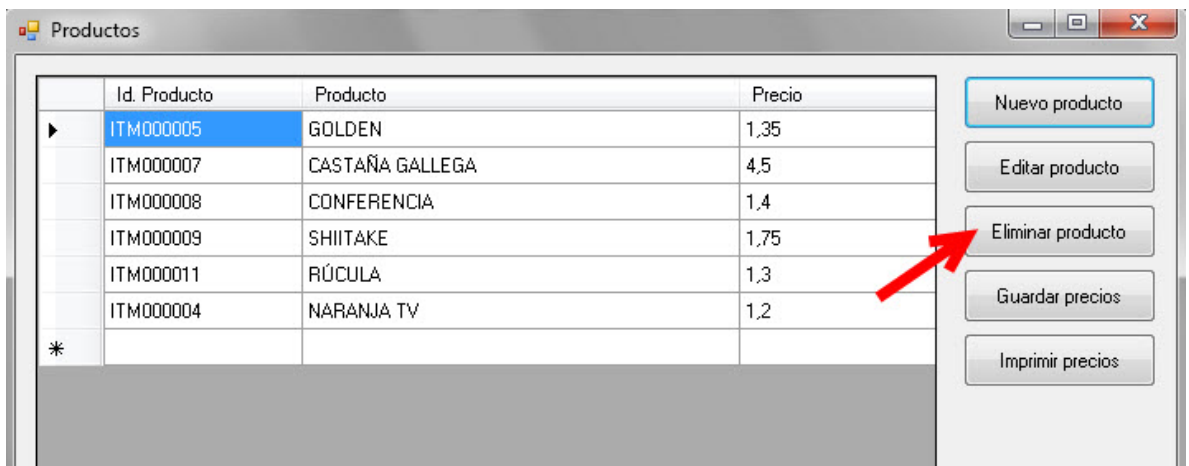 Productos
Id. Producto Producto Precio
ITM000005 GOLDEN 1,35
ITM000007 CASTAÑA GALLEGA 4,5
ITM000008 CONFERENCIA 1,4
ITM000009 SHIITAKE 1,75
ITM000011 RÚCULA 1,3
ITM000004 NARANJA TV 1,2
Nuevo producto
Editar producto
Eliminar producto
Guardar precios
Imprimir precios